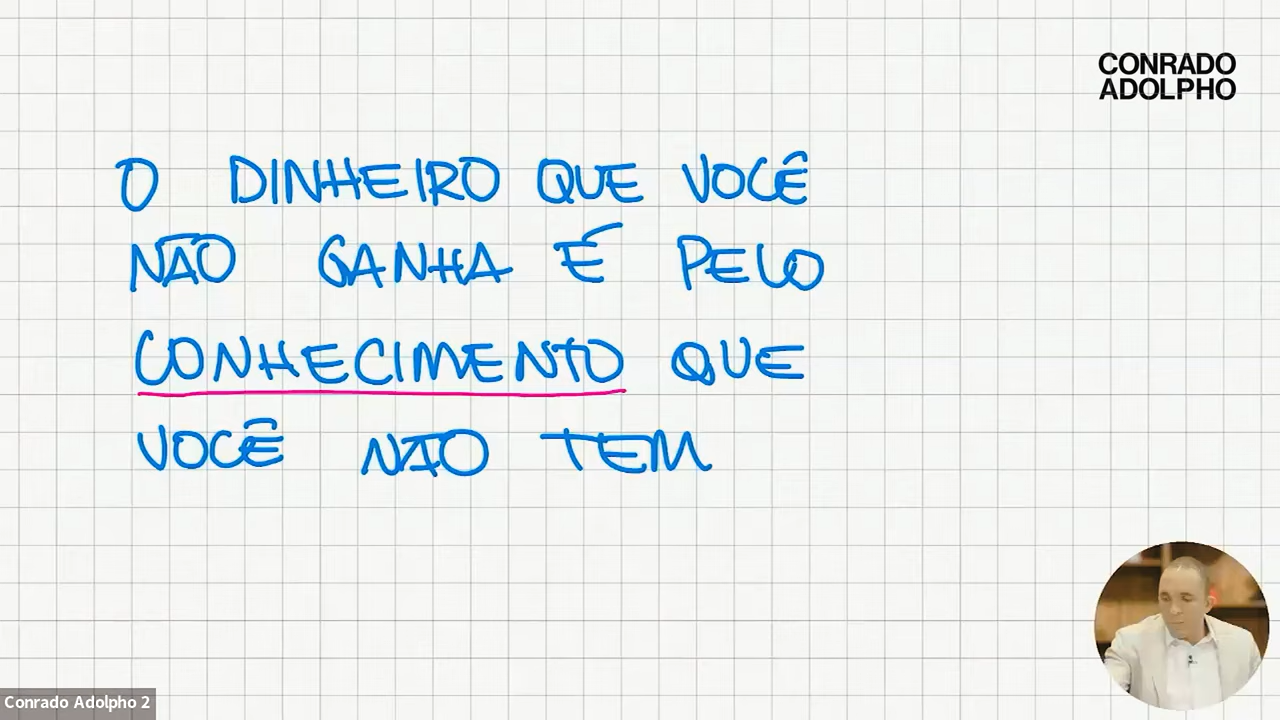 CONRADO
ADOLPHO
O DINHEIRO QUE VOCÊ
NÃO GANHA É PELO
CONHECIMENTO QUE
VOCÊ NÃO TEM
Conrado Adolpho 2